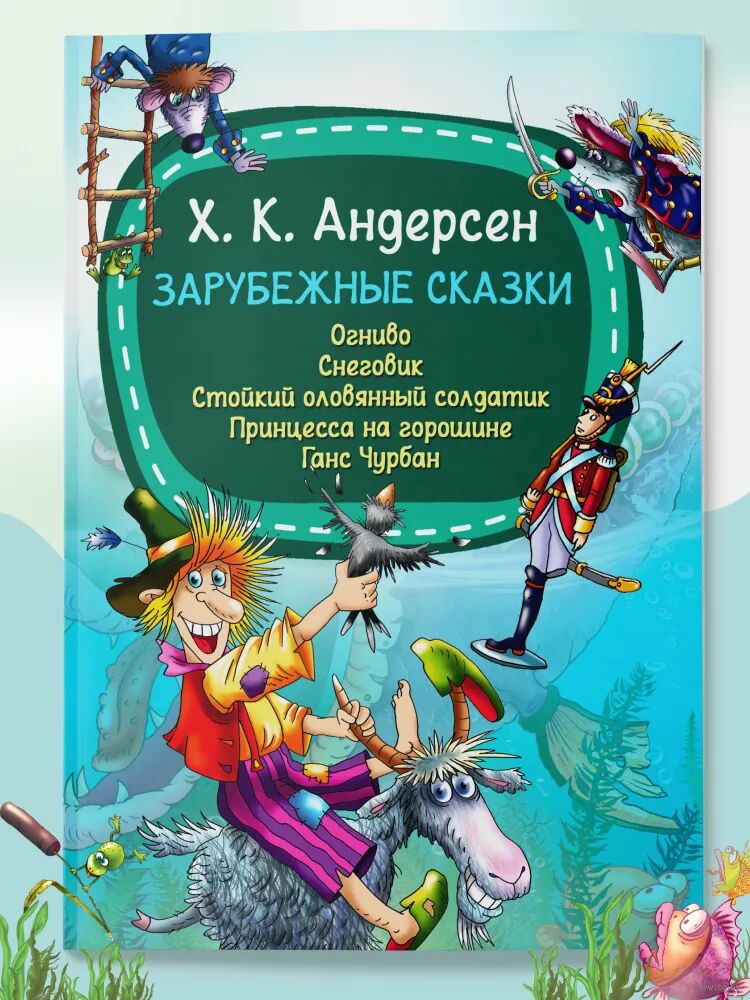 Х. К. Андерсен
ЗАРУБЕЖНЫЕ СКАЗКИ
Огниво
Снеговик
Стойкий оловянный солдатик
Принцесса на горошине
Ганс Чурбан